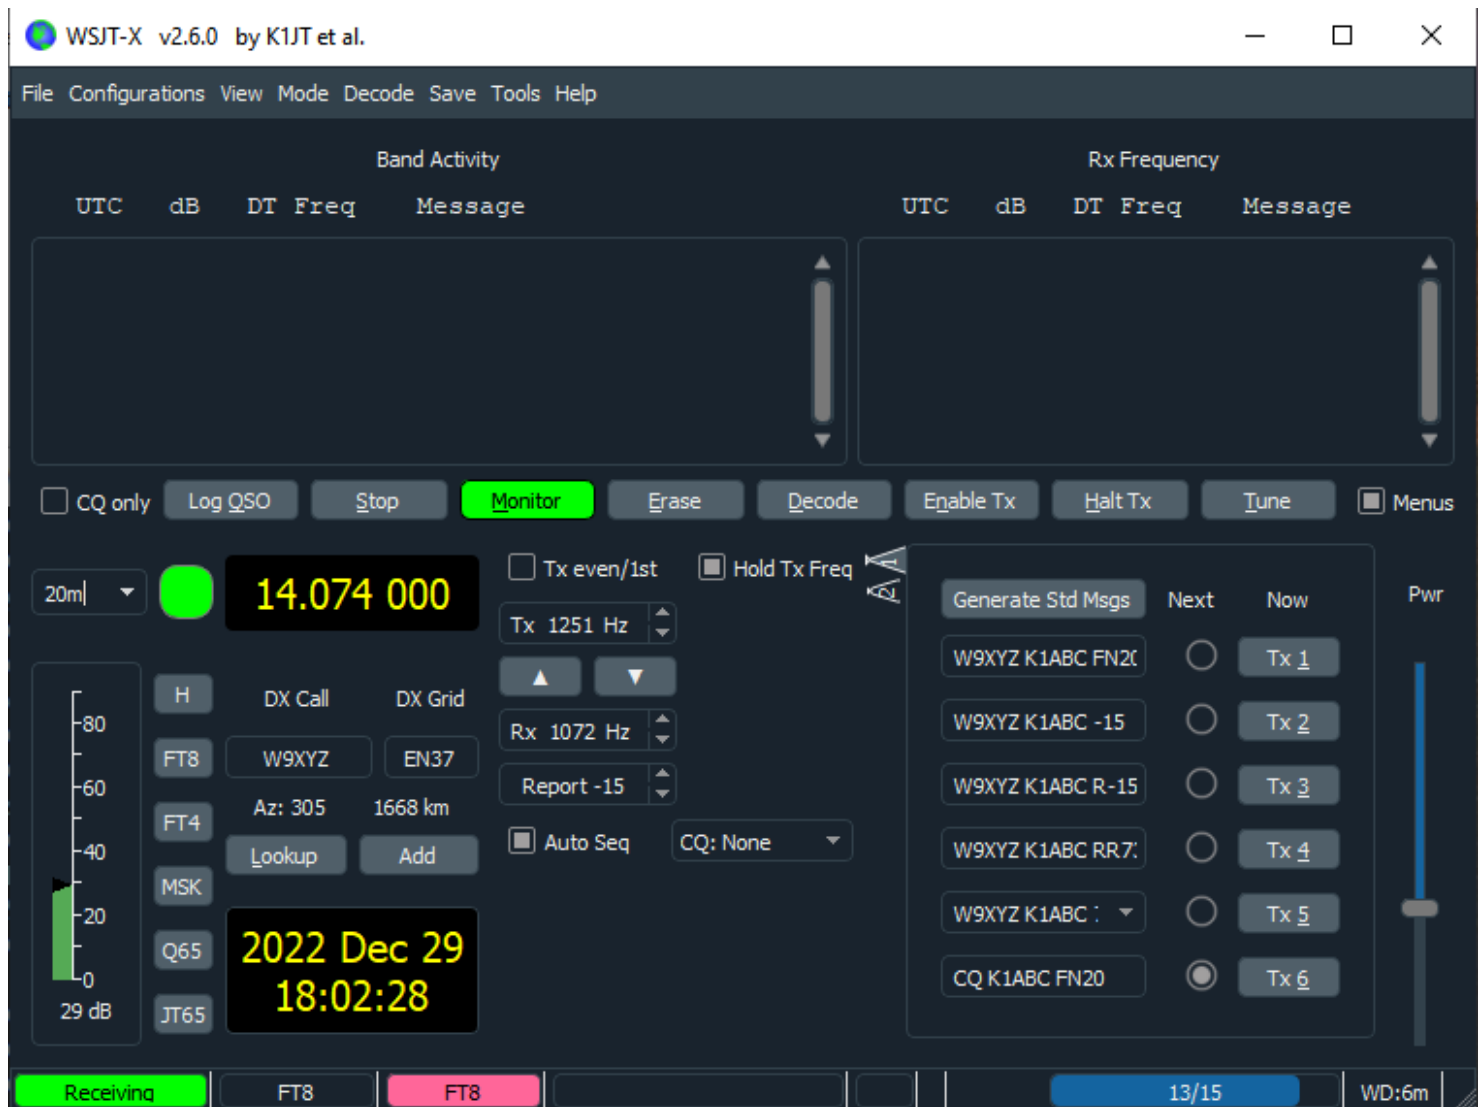 WSJT-X v2.6.0 by K1JT et al.
File Configurations View Mode Decode Save Tools Help
Band Activity Rx Frequency
UTC dB DT Freq Message UTC dB DT Freq Message
CQ only Log QSO Stop Monitor Erase Decode Enable Tx Halt Tx Tune Menus
20m 14.074 000 Tx even/1st Hold Tx Freq 1 2
Tx 1251 Hz
Generate Std Msgs Next Now Pwr
W9XYZ K1ABC FN20 Tx 1
H DX Call DX Grid
W9XYZ K1ABC -15 Tx 2
80
Rx 1072 Hz
FT8 W9XYZ EN37
Report -15
W9XYZ K1ABC R-15 Tx 3
60
Az: 305 1668 km
FT4
Auto Seq CQ: None
W9XYZ K1ABC RR7 Tx 4
40
Lookup Add
MSK
W9XYZ K1ABC Tx 5
20
Q65 2022 Dec 29
CQ K1ABC FN20 Tx 6
0
18:02:28
29 dB JT65
Receiving FT8 FT8 13/15 WD:6m